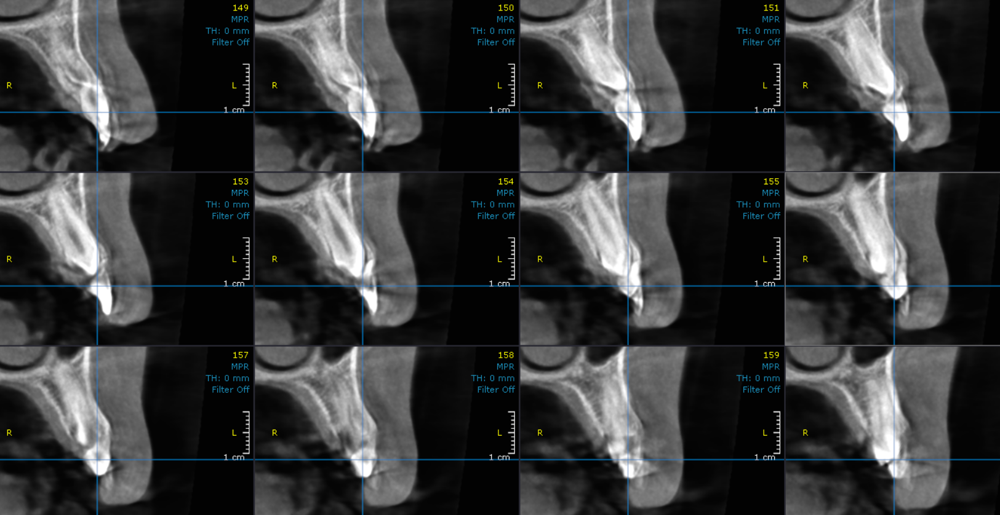 149
MPR
TH: 0 mm
Filter Off
R
L
1 cm
150
MPR
TH: 0 mm
Filter Off
R
L
1 cm
151
MPR
TH: 0 mm
Filter Off
R
L
1 cm
R
153
MPR
TH: 0 mm
Filter Off
R
L
1 cm
154
MPR
TH: 0 mm
Filter Off
R
L
1 cm
155
MPR
TH: 0 mm
Filter Off
R
L
1 cm
R
157
MPR
TH: 0 mm
Filter Off
R
L
1 cm
158
MPR
TH: 0 mm
Filter Off
R
L
1 cm
159
MPR
TH: 0 mm
Filter Off
R
L
1 cm
R